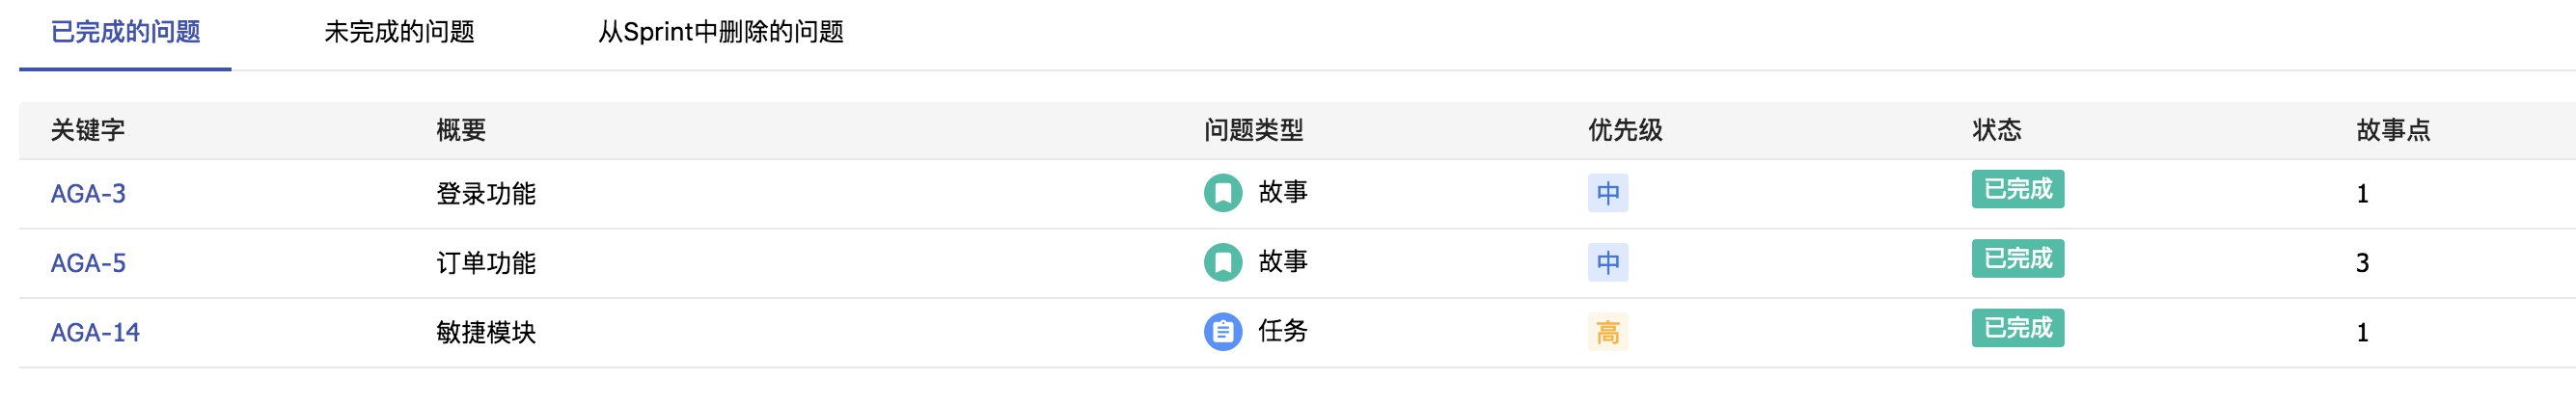 已完成的问题 未完成的问题 从Sprint中删除的问题
关键字 概要 问题类型 优先级 状态 故事点
AGA-3 登录功能 故事 中 已完成 1
AGA-5 订单功能 故事 中 已完成 3
AGA-14 敏捷模块 任务 高 已完成 1